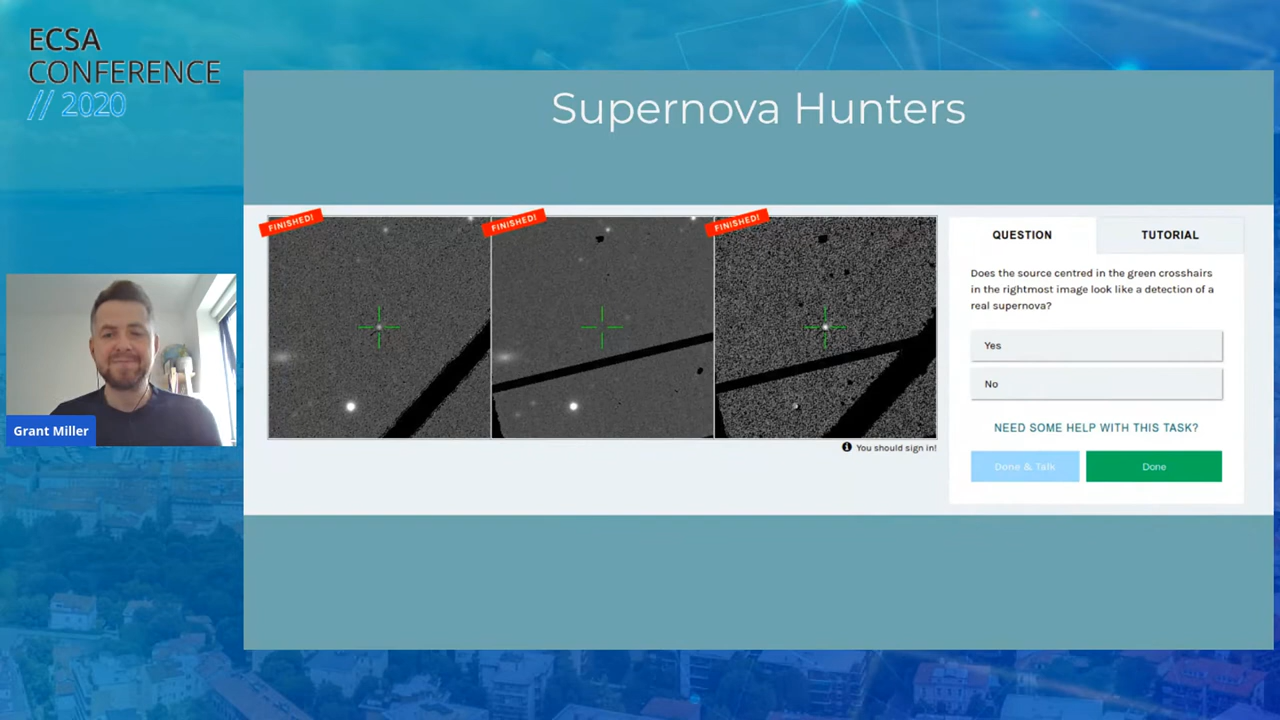 ECSA
CONFERENCE
// 2020
Supernova Hunters
FINISHED!
FINISHED!
FINISHED!
QUESTION
TUTORIAL
Does the source centred in the green crosshairs
in the rightmost image look like a detection of a
real supernova?
Yes
No
NEED SOME HELP WITH THIS TASK?
Done & Talk
Done
You should sign in!
Grant Miller